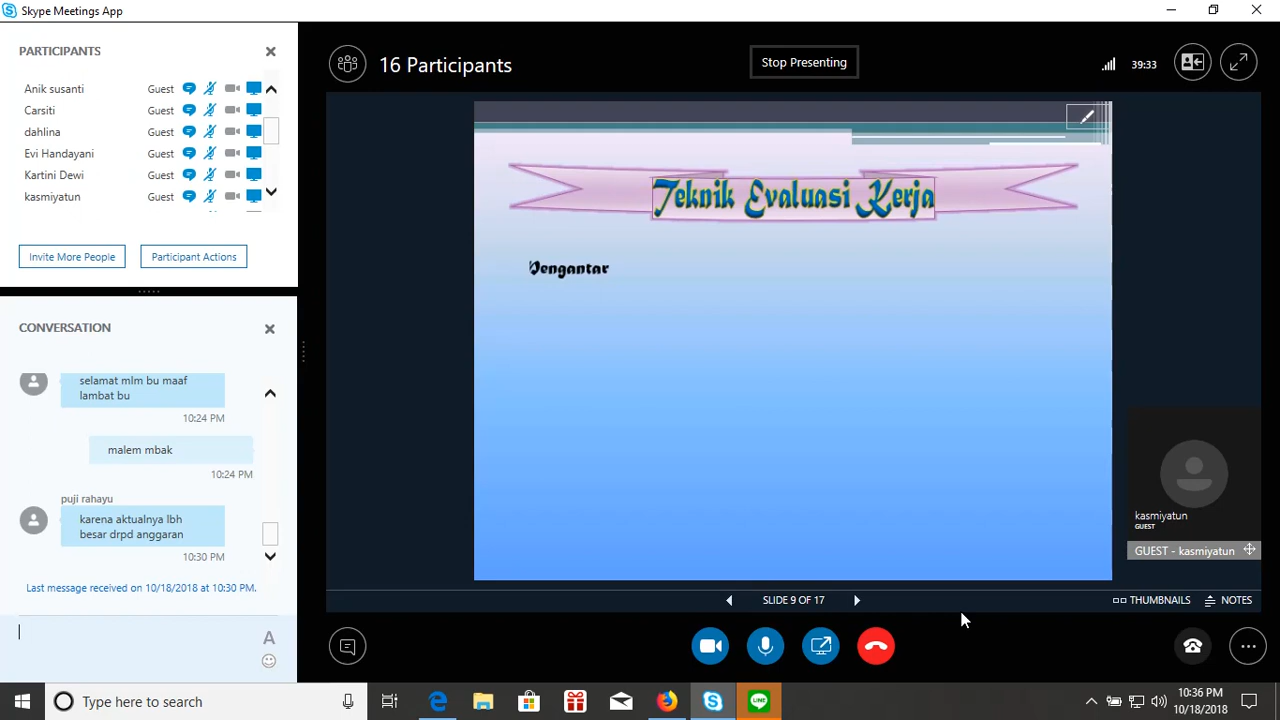 Skype Meetings App
PARTICIPANTS
Anik susanti Guest
Carsiti Guest
dahlina Guest
Evi Handayani Guest
Kartini Dewi Guest
kasmiyatun Guest
Invite More People Participant Actions
CONVERSATION
selamat mlm bu maaf
lambat bu
10:24 PM
malem mbak
10:24 PM
puji rahayu
karena aktualnya lbh
besar drpd anggaran
10:30 PM
Last message received on 10/18/2018 at 10:30 PM.
A
16 Participants
Stop Presenting
39:33
Teknik Evaluasi Kerja
Pengantar
kasmiyatun
GUEST
GUEST - kasmiyatun
SLIDE 9 OF 17
THUMBNAILS NOTES
Type here to search
LINE
10:36 PM
10/18/2018